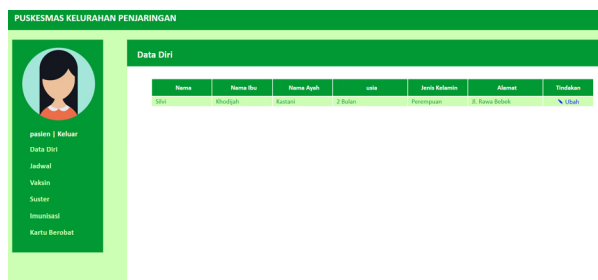 PUSKESMAS KELURAHAN PENJARINGAN
pasien | Keluar
Data Diri
Jadwal
Vaksin
Suster
Imunisasi
Kartu Berobat
Data Diri
Nama Nama Ibu Nama Ayah usia Jenis Kelamin Alamat Tindakan
Silvi Khodijah Kastani 2 Bulan Perempuan Jl. Rawa Bebek Ubah